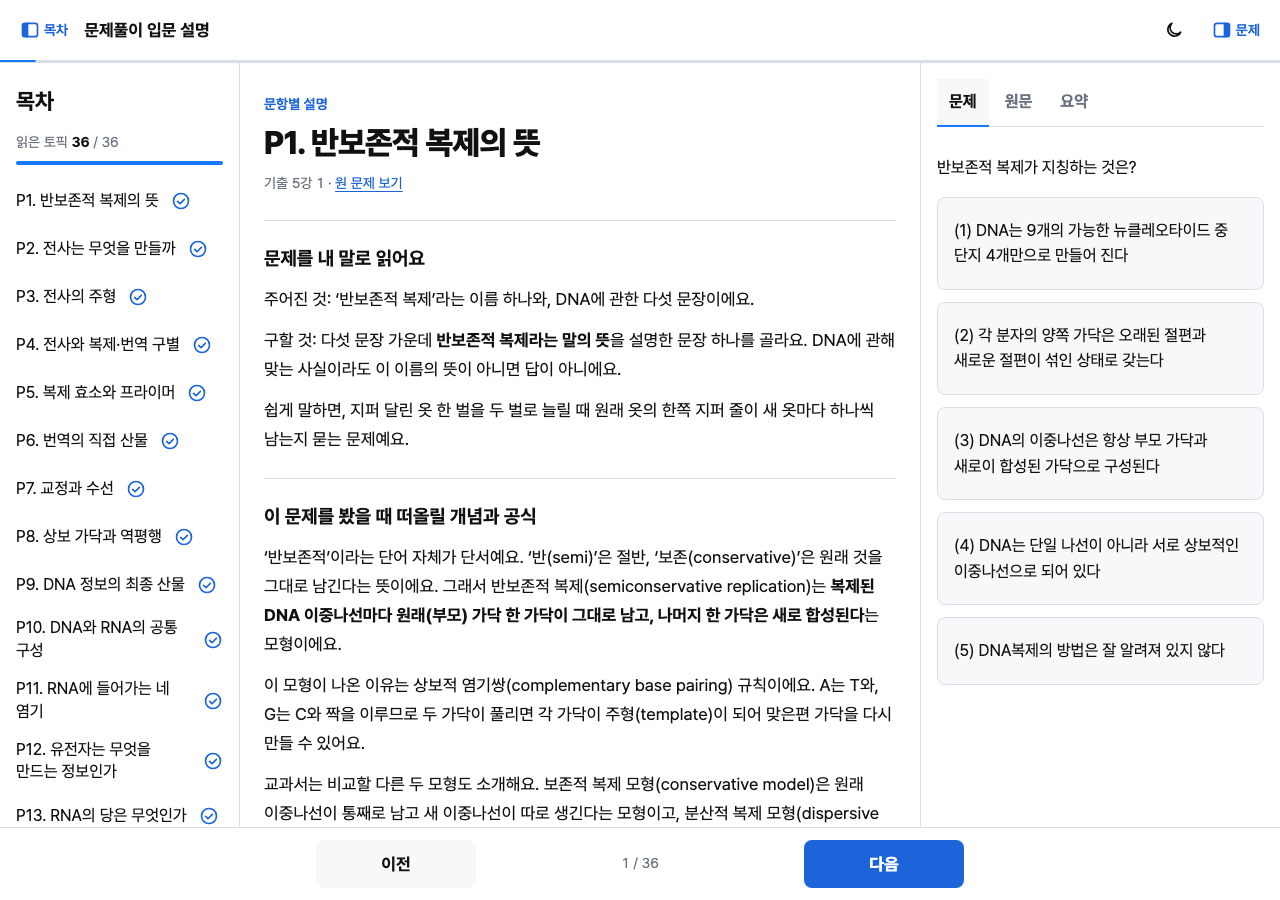 목차
문제풀이 입문 설명
문제
목차
읽은 토픽 36 / 36
P1. 반보존적 복제의 뜻
P2. 전사는 무엇을 만들까
P3. 전사의 주형
P4. 전사와 복제·번역 구별
P5. 복제 효소와 프라이머
P6. 번역의 직접 산물
P7. 교정과 수선
P8. 상보 가닥과 역평행
P9. DNA 정보의 최종 산물
P10. DNA와 RNA의 공통
구성
P11. RNA에 들어가는 네
염기
P12. 유전자는 무엇을
만드는 정보인가
P13. RNA의 당은 무엇인가
문항별 설명
P1. 반보존적 복제의 뜻
기출 5강 1 · 원 문제 보기
문제를 내 말로 읽어요
주어진 것: ‘반보존적 복제’라는 이름 하나와, DNA에 관한 다섯 문장이에요.
구할 것: 다섯 문장 가운데 반보존적 복제라는 말의 뜻을 설명한 문장 하나를 골라요. DNA에 관해
맞는 사실이라도 이 이름의 뜻이 아니면 답이 아니에요.
쉽게 말하면, 지퍼 달린 옷 한 벌을 두 벌로 늘릴 때 원래 옷의 한쪽 지퍼 줄이 새 옷마다 하나씩
남는지 묻는 문제예요.
이 문제를 봤을 때 떠올릴 개념과 공식
‘반보존적’이라는 단어 자체가 단서예요. ‘반(semi)’은 절반, ‘보존(conservative)’은 원래 것을
그대로 남긴다는 뜻이에요. 그래서 반보존적 복제(semiconservative replication)는 복제된
DNA 이중나선마다 원래(부모) 가닥 한 가닥이 그대로 남고, 나머지 한 가닥은 새로 합성된다는
모형이에요.
이 모형이 나온 이유는 상보적 염기쌍(complementary base pairing) 규칙이에요. A는 T와,
G는 C와 짝을 이루므로 두 가닥이 풀리면 각 가닥이 주형(template)이 되어 맞은편 가닥을 다시
만들 수 있어요.
교과서는 비교할 다른 두 모형도 소개해요. 보존적 복제 모형(conservative model)은 원래
이중나선이 통째로 남고 새 이중나선이 따로 생긴다는 모형이고, 분산적 복제 모형(dispersive
문제
원문
요약
반보존적 복제가 지칭하는 것은?
(1) DNA는 9개의 가능한 뉴클레오타이드 중
단지 4개만으로 만들어 진다
(2) 각 분자의 양쪽 가닥은 오래된 절편과
새로운 절편이 섞인 상태로 갖는다
(3) DNA의 이중나선은 항상 부모 가닥과
새로이 합성된 가닥으로 구성된다
(4) DNA는 단일 나선이 아니라 서로 상보적인
이중나선으로 되어 있다
(5) DNA복제의 방법은 잘 알려져 있지 않다
이전
1 / 36
다음